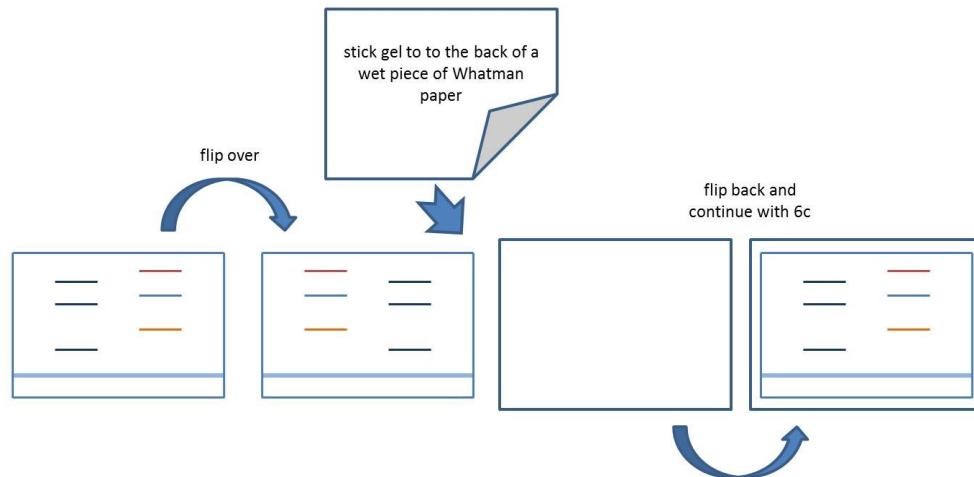 stick gel to to the back of a
wet piece of Whatman
paper
flip over
flip back and
continue with 6c